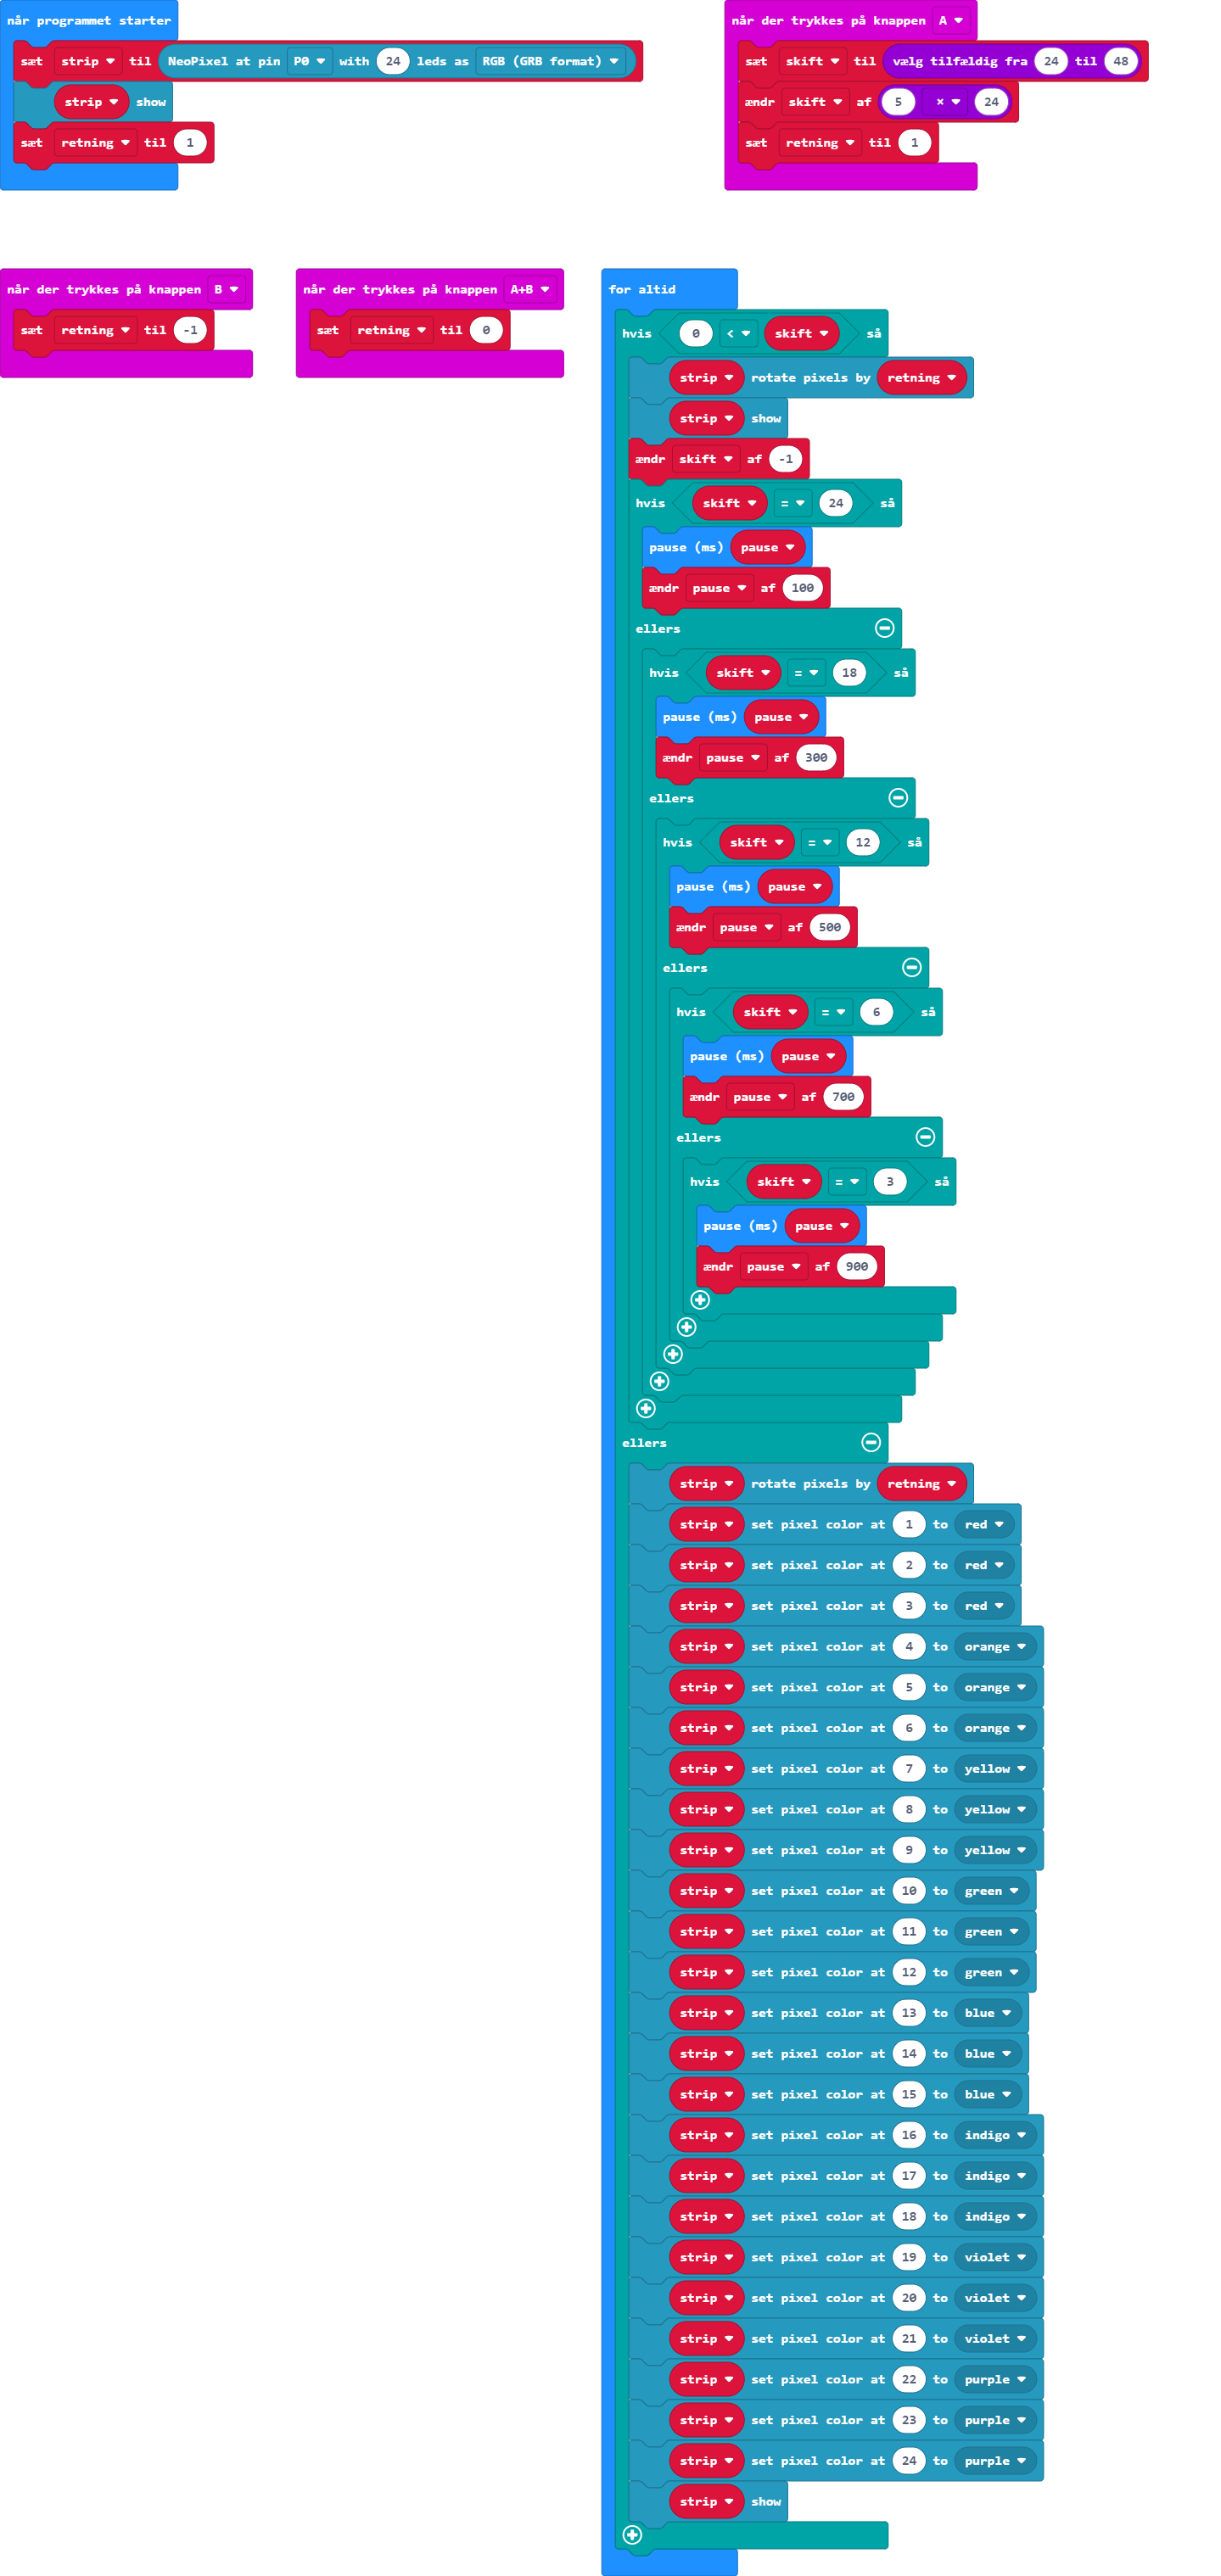 når programmet starter
sæt strip til NeoPixel at pin P0 with 24 leds as RGB (GRB format)
strip show
sæt retning til 1
når der trykkes på knappen A
sæt skift til vælg tilfældig fra 24 til 48
ændr skift af 5 × 24
sæt retning til 1
når der trykkes på knappen B
sæt retning til -1
når der trykkes på knappen A+B
sæt retning til 0
for altid
hvis 0 < skift så
strip rotate pixels by retning
strip show
ændr skift af -1
hvis skift = 24 så
pause (ms) pause
ændr pause af 100
ellers
hvis skift = 18 så
pause (ms) pause
ændr pause af 300
ellers
hvis skift = 12 så
pause (ms) pause
ændr pause af 500
ellers
hvis skift = 6 så
pause (ms) pause
ændr pause af 700
ellers
hvis skift = 3 så
pause (ms) pause
ændr pause af 900
ellers
strip rotate pixels by retning
strip set pixel color at 1 to red
strip set pixel color at 2 to red
strip set pixel color at 3 to red
strip set pixel color at 4 to orange
strip set pixel color at 5 to orange
strip set pixel color at 6 to orange
strip set pixel color at 7 to yellow
strip set pixel color at 8 to yellow
strip set pixel color at 9 to yellow
strip set pixel color at 10 to green
strip set pixel color at 11 to green
strip set pixel color at 12 to green
strip set pixel color at 13 to blue
strip set pixel color at 14 to blue
strip set pixel color at 15 to blue
strip set pixel color at 16 to indigo
strip set pixel color at 17 to indigo
strip set pixel color at 18 to indigo
strip set pixel color at 19 to violet
strip set pixel color at 20 to violet
strip set pixel color at 21 to violet
strip set pixel color at 22 to purple
strip set pixel color at 23 to purple
strip set pixel color at 24 to purple
strip show